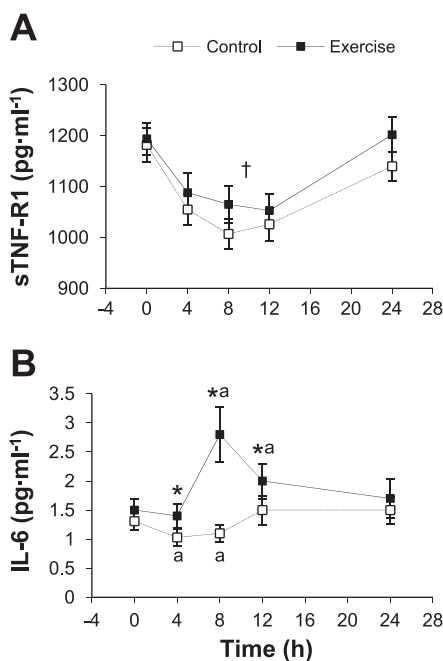 A
Control Exercise
1300
1200
1100
1000
900
sTNF-R1 (pg·ml-1)
†
-4 0 4 8 12 16 20 24 28
B
3.5
3
2.5
2
1.5
1
0.5
0
IL-6 (pg·ml-1)
*a
*
*a
a a
-4 0 4 8 12 16 20 24 28
Time (h)